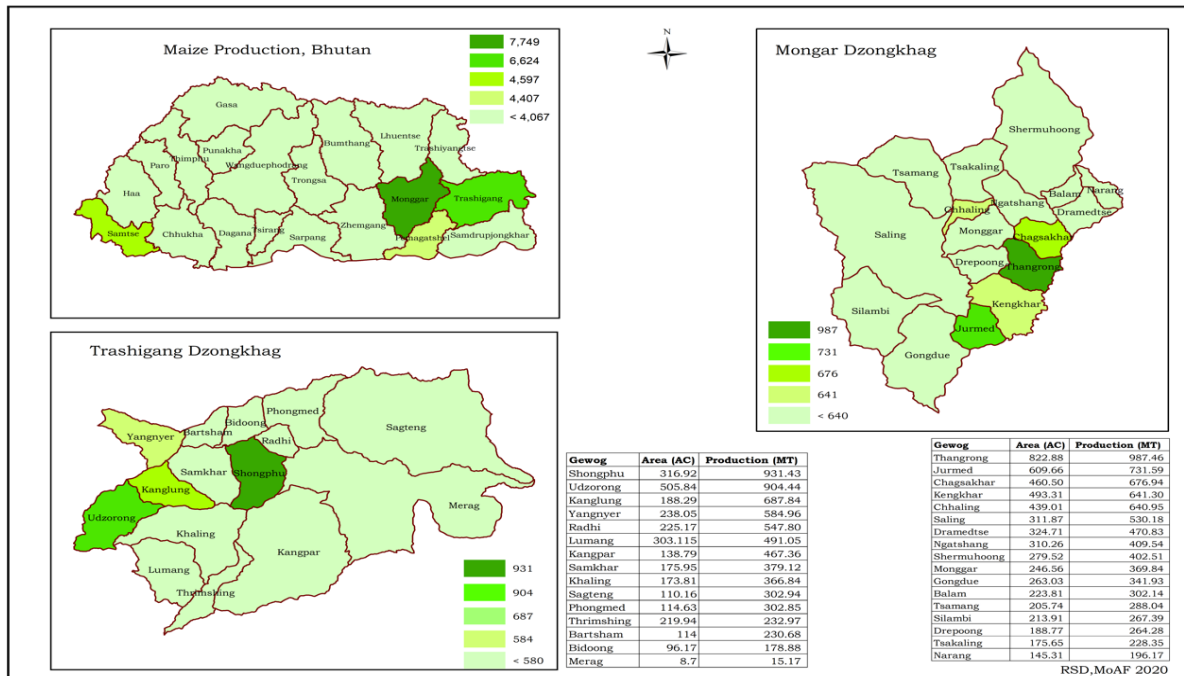 Maize Production, Bhutan
7,749
6,624
4,597
4,407
< 4,067
Gasa
Punakha
Thimphu
Paro
Haa
Wangduephodrang
Bumthang
Lhuentse
Trashiyangtse
Trongsa
Monggar
Trashigang
Samtse
Chhukha
Dagana
Tsirang
Sarpang
Zhemgang
Pemagatshel
Samdrupjongkhar
N
Mongar Dzongkhag
Shermuhoong
Tsakaling
Tsamang
Balam
Narang
Ngatshang
Dramedtse
Chhaling
Monggar
Chagsakhar
Saling
Drepoong
Thangrong
Kengkhar
Silambi
Jurmed
Gongdue
987
731
676
641
< 640
Trashigang Dzongkhag
Phongmed
Bidoong
Bartsham
Radhi
Sagteng
Yangnyer
Samkhar
Shongphu
Kanglung
Merag
Udzorong
Khaling
Kangpar
Lumang
Thrimshing
931
904
687
584
< 580
Gewog Area (AC) Production (MT)
Shongphu 316.92 931.43
Udzorong 505.84 904.44
Kanglung 188.29 687.84
Yangnyer 238.05 584.96
Radhi 225.17 547.80
Lumang 303.115 491.05
Kangpar 138.79 467.36
Samkhar 175.95 379.12
Khaling 173.81 366.84
Sagteng 110.16 302.94
Phongmed 114.63 302.85
Thrimshing 219.94 232.97
Bartsham 114 230.68
Bidoong 96.17 178.88
Merag 8.7 15.17
Gewog Area (AC) Production (MT)
Thangrong 822.88 987.46
Jurmed 609.66 731.59
Chagsakhar 460.50 676.94
Kengkhar 493.31 641.30
Chhaling 439.01 640.95
Saling 311.87 530.18
Dramedtse 324.71 470.83
Ngatshang 310.26 409.54
Shermuhoong 279.52 402.51
Monggar 246.56 369.84
Gongdue 263.03 341.93
Balam 223.81 302.14
Tsamang 205.74 288.04
Silambi 213.91 267.39
Drepoong 188.77 264.28
Tsakaling 175.65 228.35
Narang 145.31 196.17
RSD,MoAF 2020